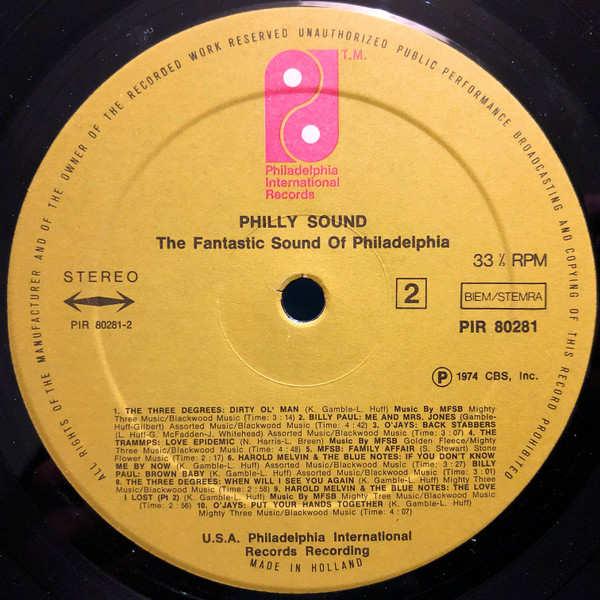 ALL RIGHTS OF THE MANUFACTURER AND OF THE OWNER OF THE RECORDED WORK RESERVED UNAUTHORIZED PUBLIC PERFORMANCE BROADCASTING AND COPYING OF THIS RECORD PROHIBITED
T.M.
Philadelphia
International
Records
PHILLY SOUND
The Fantastic Sound Of Philadelphia
STEREO
33⅓ RPM
2
BIEM/STEMRA
PIR 80281-2
PIR 80281
Ⓟ 1974 CBS, Inc.
1. THE THREE DEGREES: DIRTY OL' MAN (K. Gamble-L. Huff) Music By MFSB Mighty
Three Music/Blackwood Music (Time: 3:14) 2. BILLY PAUL: ME AND MRS. JONES (Gamble-
Huff-Gilbert) Assorted Music/Blackwood Music (Time: 4:42) 3. O'JAYS: BACK STABBERS
(L. Huff-G. McFadden-J. Whitehead) Assorted Music/Blackwood Music (Time: 3:07) 4. THE
TRAMMPS: LOVE EPIDEMIC (N. Harris-L. Breen) Music By MFSB Golden Fleece/Mighty
Three Music/Blackwood Music (Time: 4:48) 5. MFSB: FAMILY AFFAIR (S. Stewart) Stone
Flower Music (Time: 2:17) 6. HAROLD MELVIN & THE BLUE NOTES: IF YOU DON'T KNOW
ME BY NOW (K. Gamble-L. Huff) Assorted Music/Blackwood Music (Time: 3:27) BILLY
PAUL: BROWN BABY (K. Gamble-L. Huff) Assorted Music/Blackwood Music (Time: 3:01)
8. THE THREE DEGREES: WHEN WILL I SEE YOU AGAIN (K. Gamble-L. Huff) Mighty Three
Music/Blackwood Music (Time: 2:58) 9. HAROLD MELVIN & THE BLUE NOTES: THE LOVE
I LOST (Pt 2) (K. Gamble-L. Huff) Music By MFSB Mighty Tree Music/Blackwood Music
(Time: 2:56) 10. O'JAYS: PUT YOUR HANDS TOGETHER (K. Gamble-L. Huff)
Mighty Three Music/Blackwood Music (Time: 4:07)
U.S.A. Philadelphia International
Records Recording
MADE IN HOLLAND